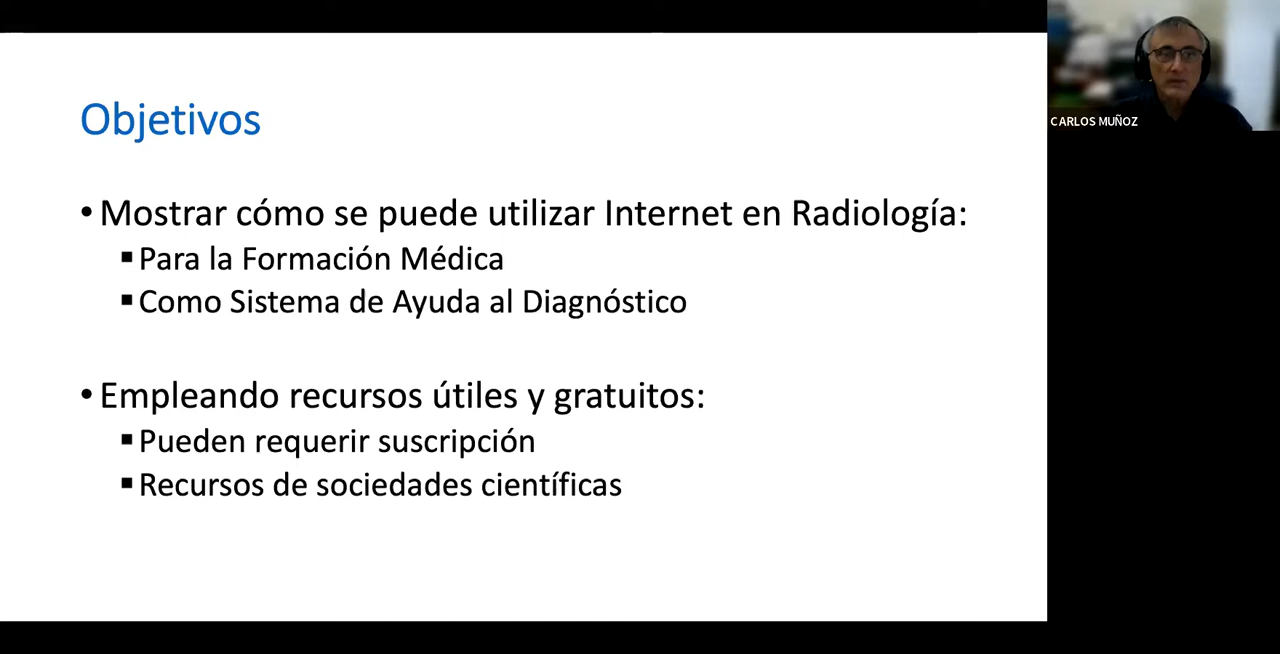 Objetivos
• Mostrar cómo se puede utilizar Internet en Radiología:
▪ Para la Formación Médica
▪ Como Sistema de Ayuda al Diagnóstico
• Empleando recursos útiles y gratuitos:
▪ Pueden requerir suscripción
▪ Recursos de sociedades científicas
CARLOS MUÑOZ